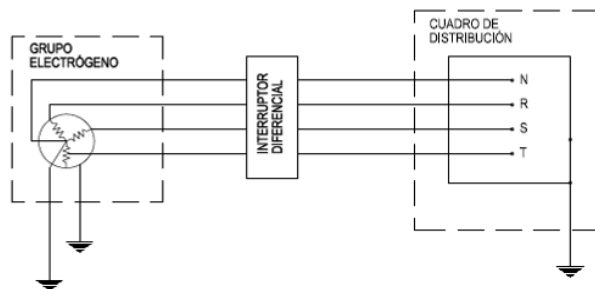 GRUPO
ELECTRÓGENO
INTERRUPTOR
DIFERENCIAL
CUADRO DE
DISTRIBUCIÓN
N
R
S
T